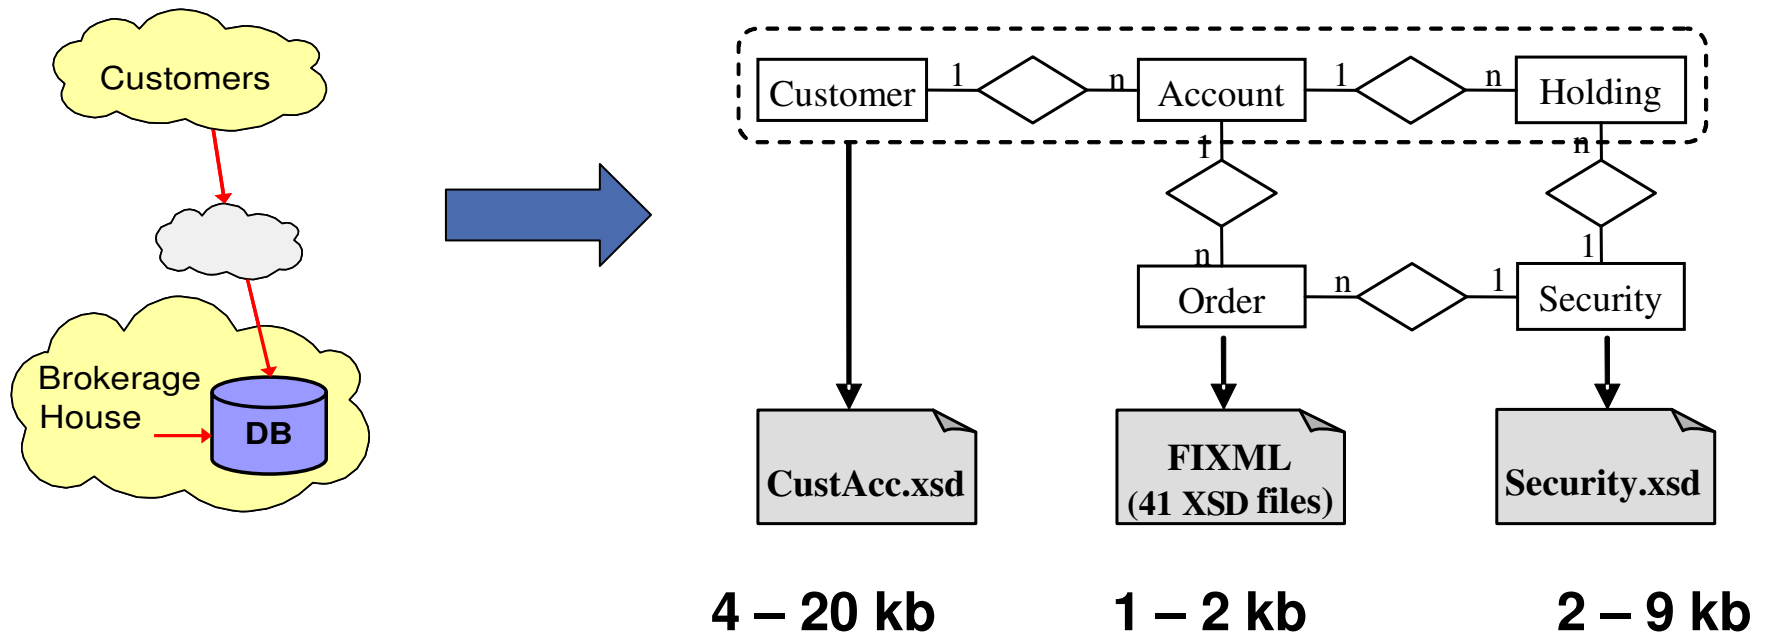 Customers
Brokerage
House
DB
Customer 1 n Account 1 n Holding
1 n
n 1
Order n 1 Security
CustAcc.xsd
FIXML
(41 XSD files)
Security.xsd
4 – 20 kb 1 – 2 kb 2 – 9 kb